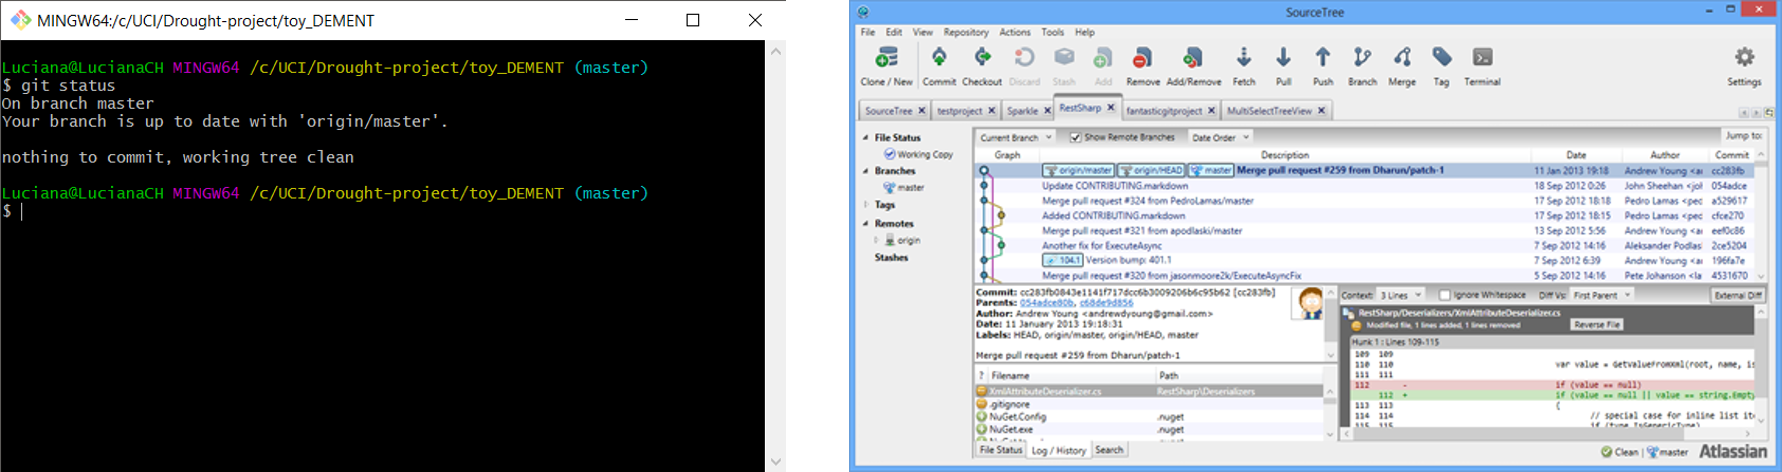 MINGW64:/c/UCI/Drought-project/toy_DEMENT
Luciana@LucianaCH MINGW64 /c/UCI/Drought-project/toy_DEMENT (master)
$ git status
On branch master
Your branch is up to date with 'origin/master'.
nothing to commit, working tree clean
Luciana@LucianaCH MINGW64 /c/UCI/Drought-project/toy_DEMENT (master)
$
SourceTree
File Edit View Repository Actions Tools Help
Clone / New Commit Checkout Discard Stash Add Remove Add/Remove Fetch Pull Push Branch Merge Tag Terminal Settings
SourceTree testproject Sparkle RestSharp fantasticgitproject MultiSelectTreeView
File Status
Working Copy
Branches
master
Tags
Remotes
origin
Stashes
Current Branch Show Remote Branches Date Order Jump to:
Graph Description Date Author Commit
origin/master origin/HEAD master Merge pull request #259 from Dharun/patch-1 11 Jan 2013 19:18 Andrew Young <a cc283fb
Update CONTRIBUTING.markdown 18 Sep 2012 0:26 John Sheehan <joh 054adce
Merge pull request #324 from PedroLamas/master 17 Sep 2012 18:18 Pedro Lamas <pec a529617
Added CONTRIBUTING.markdown 17 Sep 2012 18:15 Pedro Lamas <pec cfce270
Merge pull request #321 from apodlaski/master 13 Sep 2012 5:56 Andrew Young <a eef0c86
Another fix for ExecuteAsync 7 Sep 2012 14:16 Aleksander Podlas 2ce5204
104.1 Version bump: 401.1 7 Sep 2012 6:39 Andrew Young <a 196fa7e
Merge pull request #320 from jasonmoore2k/ExecuteAsyncFix 5 Sep 2012 14:16 Pete Johanson <la 4531670
Commit: cc283fb0843e1141f717dcc6b3009206b6c95b62 [cc283fb]
Parents: 054adce80b, c68de9d856
Author: Andrew Young <andrewdyoung@gmail.com>
Date: 11 January 2013 19:18:31
Labels: HEAD, origin/master, origin/HEAD, master
Merge pull request #259 from Dharun/patch-1
? Filename Path
XmlAttributeDeserializer.cs RestSharp\Deserializers
.gitignore
NuGet.Config .nuget
NuGet.exe .nuget
File Status Log / History Search
Context: 3 Lines Ignore Whitespace Diff Vs: First Parent External Diff
RestSharp/Deserializers/XmlAttributeDeserializer.cs
Modified file, 1 lines added, 1 lines removed Reverse File
Hunk 1 : Lines 109-115
109 109
110 110 var value = GetValueFromXml(root, name, is
111 111
112 - if (value == null)
112 + if (value == null || value == string.Empty
113 113 {
114 114 // special case for inline list ite
115 115 if (type.IsGenericType)
Clean master Atlassian